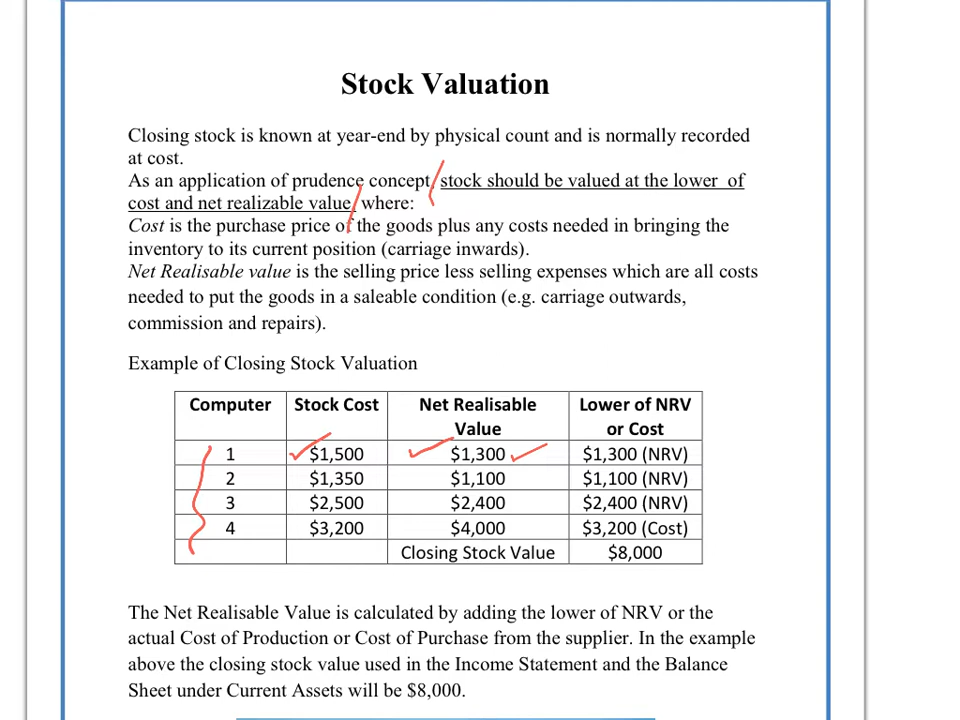 Stock Valuation
Closing stock is known at year-end by physical count and is normally recorded
at cost.
As an application of prudence concept, stock should be valued at the lower of
cost and net realizable value, where:
Cost is the purchase price of the goods plus any costs needed in bringing the
inventory to its current position (carriage inwards).
Net Realisable value is the selling price less selling expenses which are all costs
needed to put the goods in a saleable condition (e.g. carriage outwards,
commission and repairs).
Example of Closing Stock Valuation
Computer Stock Cost Net Realisable Value Lower of NRV or Cost
1 $1,500 $1,300 $1,300 (NRV)
2 $1,350 $1,100 $1,100 (NRV)
3 $2,500 $2,400 $2,400 (NRV)
4 $3,200 $4,000 $3,200 (Cost)
Closing Stock Value $8,000
The Net Realisable Value is calculated by adding the lower of NRV or the
actual Cost of Production or Cost of Purchase from the supplier. In the example
above the closing stock value used in the Income Statement and the Balance
Sheet under Current Assets will be $8,000.